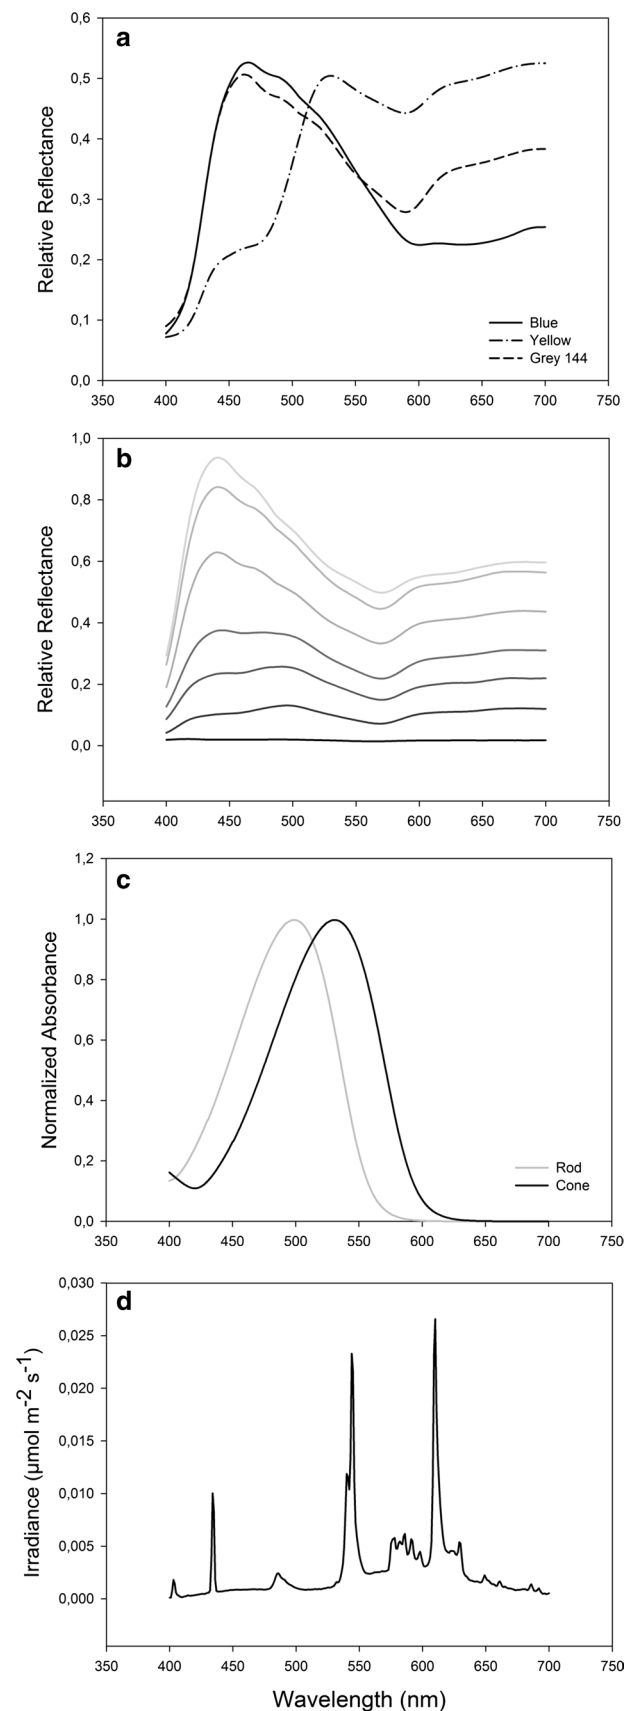 a
0,6
0,5
0,4
0,3
0,2
0,1
0,0
Relative Reflectance
Blue
Yellow
Grey 144
350 400 450 500 550 600 650 700 750
b
1,0
0,8
0,6
0,4
0,2
0,0
Relative Reflectance
350 400 450 500 550 600 650 700 750
c
1,2
1,0
0,8
0,6
0,4
0,2
0,0
Normalized Absorbance
Rod
Cone
350 400 450 500 550 600 650 700 750
d
0,030
0,025
0,020
0,015
0,010
0,005
0,000
Irradiance (µmol m⁻² s⁻¹)
350 400 450 500 550 600 650 700 750
Wavelength (nm)